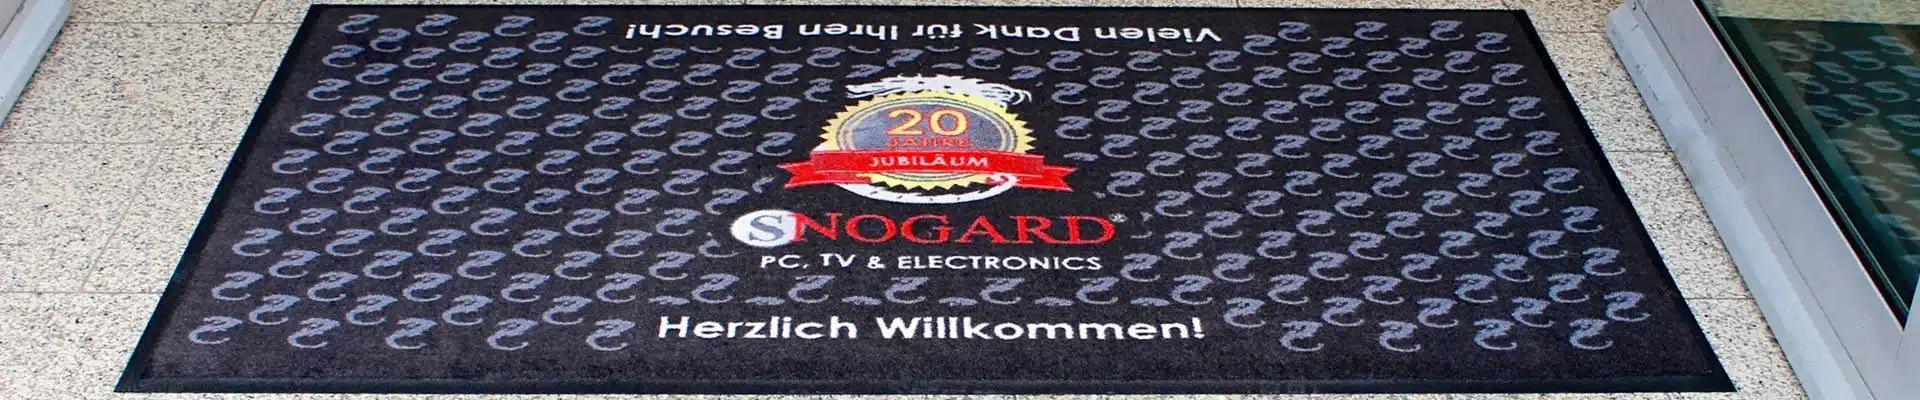 Vielen Dank für Ihren Besuch!
20
JAHRE
JUBILÄUM
SNOGARD®
PC, TV & ELECTRONICS
Herzlich Willkommen!